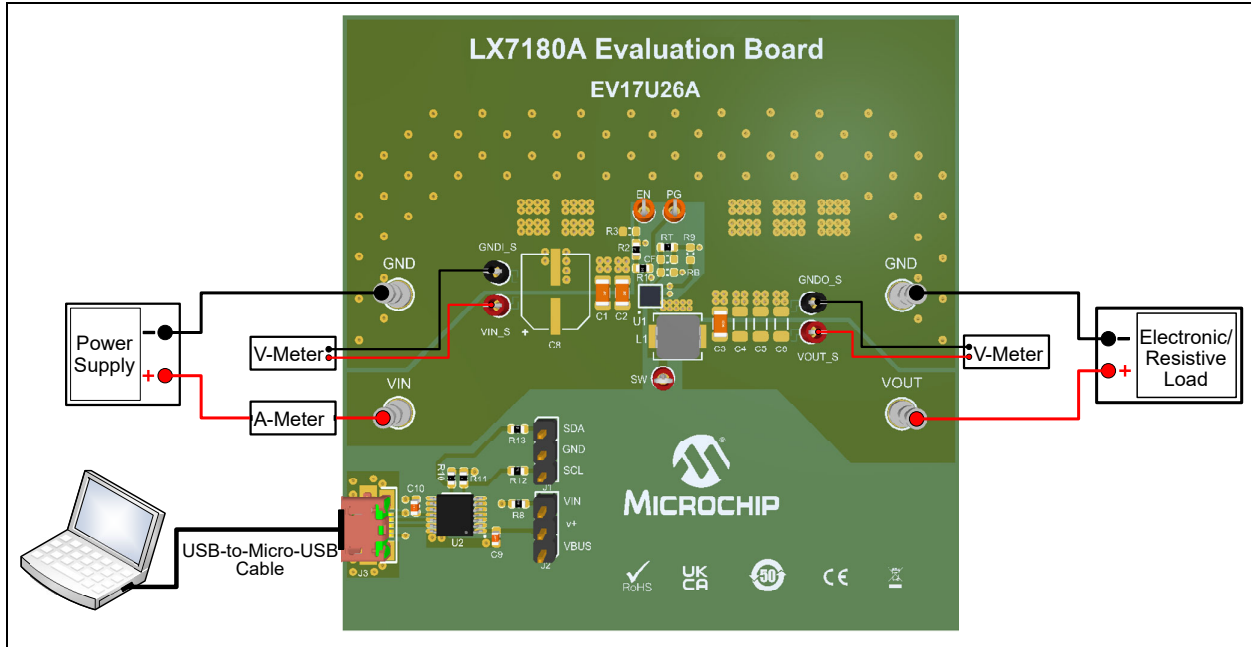 LX7180A Evaluation Board
EV17U26A
EN PG
R3
R2
RT R9
CF
R1
RB
GNDI_S
GNDO_S
GND
GND
VIN_S
+
C8
C1 C2
U1
L1
C3 C4 C5 C6
VOUT_S
SW
Power
Supply
-
+
V-Meter
A-Meter
VIN
V-Meter
VOUT
Electronic/
Resistive
Load
-
+
R13
SDA
GND
SCL
R10
R11
R12
J1
C10
VIN
v+
VBUS
R8
U2
C9
J2
J3
USB-to-Micro-USB
Cable
MICROCHIP
RoHS
UK
CA
50
CE